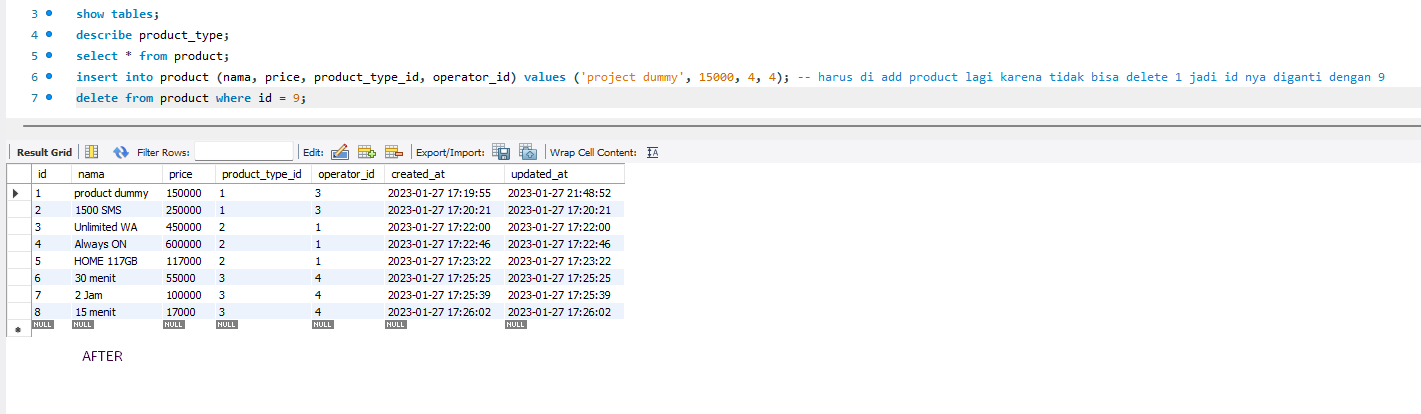 3 show tables;
4 describe product_type;
5 select * from product;
6 insert into product (nama, price, product_type_id, operator_id) values ('project dummy', 15000, 4, 4); -- harus di add product lagi karena tidak bisa delete 1 jadi id nya diganti dengan 9
7 delete from product where id = 9;
Result Grid Filter Rows: Edit: Export/Import: Wrap Cell Content: IA
id nama price product_type_id operator_id created_at updated_at
1 product dummy 150000 1 3 2023-01-27 17:19:55 2023-01-27 21:48:52
2 1500 SMS 250000 1 3 2023-01-27 17:20:21 2023-01-27 17:20:21
3 Unlimited WA 450000 2 1 2023-01-27 17:22:00 2023-01-27 17:22:00
4 Always ON 600000 2 1 2023-01-27 17:22:46 2023-01-27 17:22:46
5 HOME 117GB 117000 2 1 2023-01-27 17:23:22 2023-01-27 17:23:22
6 30 menit 55000 3 4 2023-01-27 17:25:25 2023-01-27 17:25:25
7 2 Jam 100000 3 4 2023-01-27 17:25:39 2023-01-27 17:25:39
8 15 menit 17000 3 4 2023-01-27 17:26:02 2023-01-27 17:26:02
NULL NULL NULL NULL NULL NULL NULL
AFTER